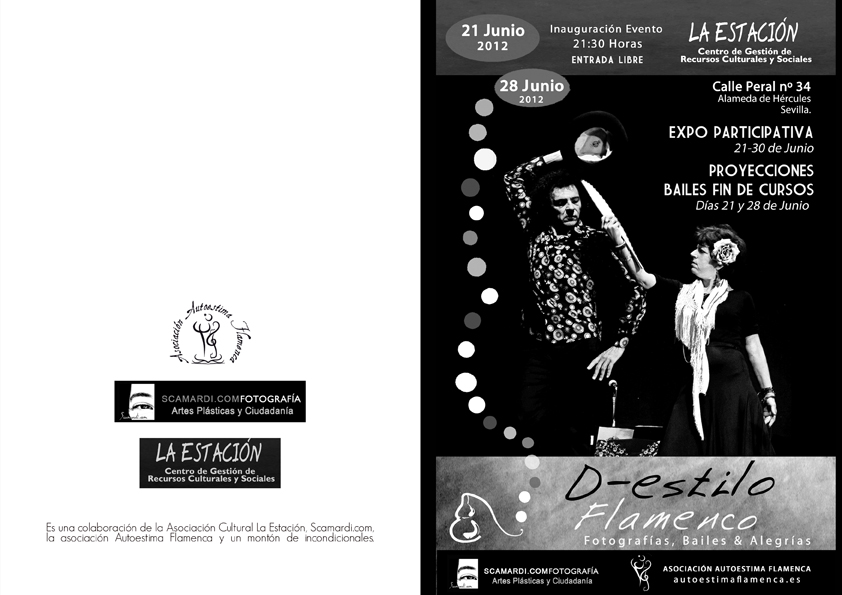 Asociación Autoestima Flamenca
SCAMARDI.COMFOTOGRAFÍA
Artes Plásticas y Ciudadanía
Scamardi.com
LA ESTACIÓN
Centro de Gestión de
Recursos Culturales y Sociales
Es una colaboración de la Asociación Cultural La Estación, Scamardi.com,
la asociación Autoestima Flamenca y un montón de incondicionales.
21 Junio
2012
Inauguración Evento
21:30 Horas
ENTRADA LIBRE
LA ESTACIÓN
Centro de Gestión de
Recursos Culturales y Sociales
28 Junio
2012
Calle Peral nº 34
Alameda de Hércules
Sevilla.
EXPO PARTICIPATIVA
21-30 de Junio
PROYECCIONES
BAILES FIN DE CURSOS
Días 21 y 28 de Junio
D-estilo
Flamenco
Fotografías, Bailes & Alegrías
SCAMARDI.COMFOTOGRAFÍA
Artes Plásticas y Ciudadanía
Scamardi.com
ASOCIACIÓN AUTOESTIMA FLAMENCA
autoestimaflamenca.es